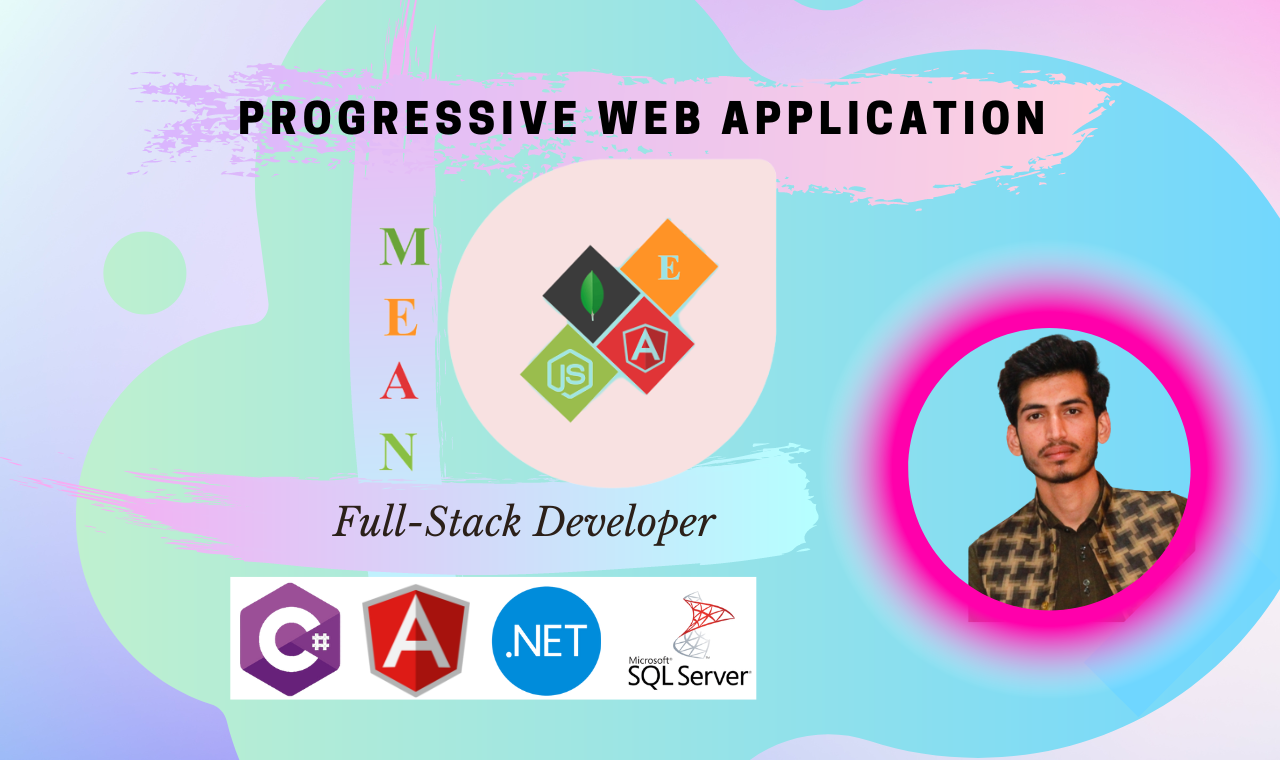 PROGRESSIVE WEB APPLICATION
M
E
A
N
E
A
JS
Full-Stack Developer
C#
A
.NET
Microsoft®
SQL Server®